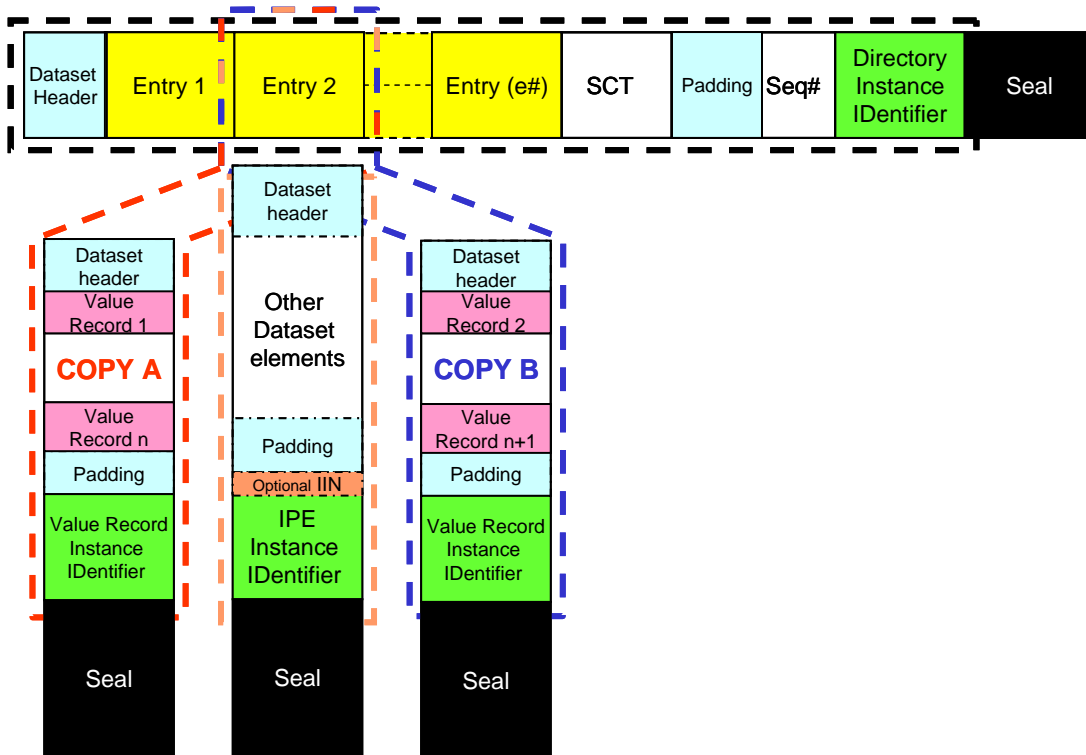 Dataset
Header
Entry 1
Entry 2
Entry (e#)
SCT
Padding
Seq#
Directory
Instance
IDentifier
Seal
Dataset
header
Value
Record 1
COPY A
Value
Record n
Padding
Value Record
Instance
IDentifier
Seal
Dataset
header
Other
Dataset
elements
Padding
Optional IIN
IPE
Instance
IDentifier
Seal
Dataset
header
Value
Record 2
COPY B
Value
Record n+1
Padding
Value Record
Instance
IDentifier
Seal